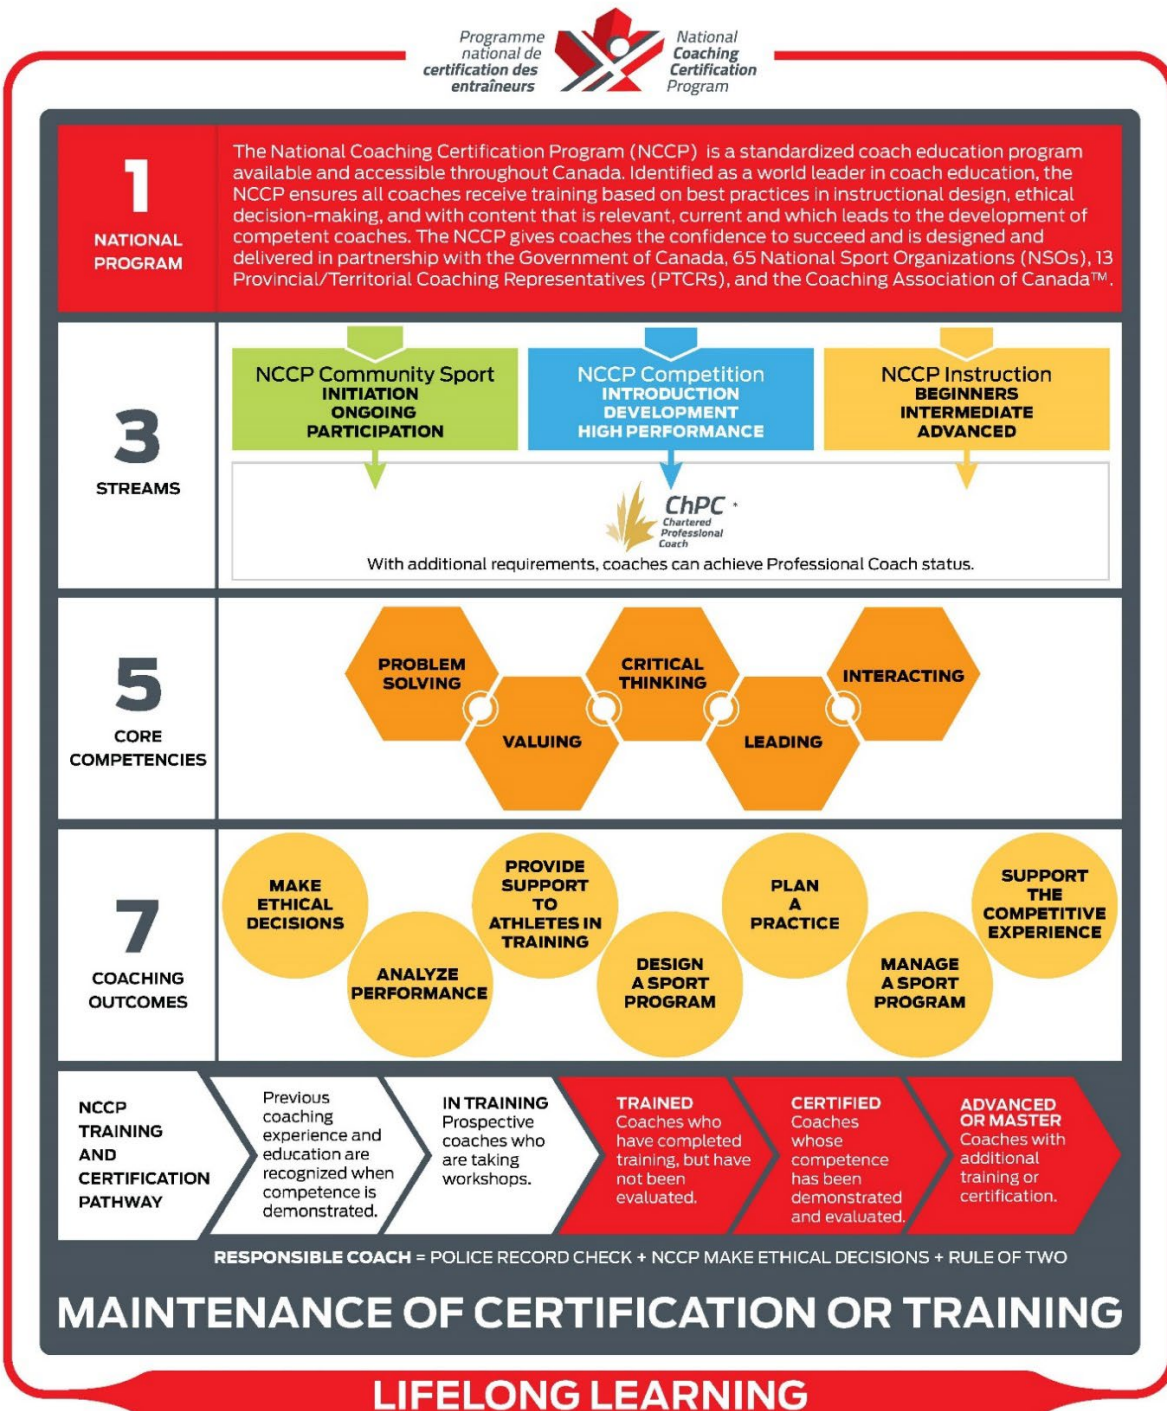 Programme
national de
certification des
entraîneurs
National
Coaching
Certification
Program
1
NATIONAL
PROGRAM
The National Coaching Certification Program (NCCP) is a standardized coach education program
available and accessible throughout Canada. Identified as a world leader in coach education, the
NCCP ensures all coaches receive training based on best practices in instructional design, ethical
decision-making, and with content that is relevant, current and which leads to the development of
competent coaches. The NCCP gives coaches the confidence to succeed and is designed and
delivered in partnership with the Government of Canada, 65 National Sport Organizations (NSOs), 13
Provincial/Territorial Coaching Representatives (PTCRs), and the Coaching Association of Canada™.
3
STREAMS
NCCP Community Sport
INITIATION
ONGOING
PARTICIPATION
NCCP Competition
INTRODUCTION
DEVELOPMENT
HIGH PERFORMANCE
NCCP Instruction
BEGINNERS
INTERMEDIATE
ADVANCED
ChPC
Chartered
Professional
Coach
With additional requirements, coaches can achieve Professional Coach status.
5
CORE
COMPETENCIES
PROBLEM
SOLVING
VALUING
CRITICAL
THINKING
LEADING
INTERACTING
7
COACHING
OUTCOMES
MAKE
ETHICAL
DECISIONS
ANALYZE
PERFORMANCE
PROVIDE
SUPPORT
TO
ATHLETES IN
TRAINING
DESIGN
A SPORT
PROGRAM
PLAN
A
PRACTICE
MANAGE
A SPORT
PROGRAM
SUPPORT
THE
COMPETITIVE
EXPERIENCE
NCCP
TRAINING
AND
CERTIFICATION
PATHWAY
Previous
coaching
experience and
education are
recognized when
competence is
demonstrated.
IN TRAINING
Prospective
coaches who
are taking
workshops.
TRAINED
Coaches who
have completed
training, but have
not been
evaluated.
CERTIFIED
Coaches
whose
competence
has been
demonstrated
and evaluated.
ADVANCED
OR MASTER
Coaches with
additional
training or
certification.
RESPONSIBLE COACH = POLICE RECORD CHECK + NCCP MAKE ETHICAL DECISIONS + RULE OF TWO
MAINTENANCE OF CERTIFICATION OR TRAINING
LIFELONG LEARNING